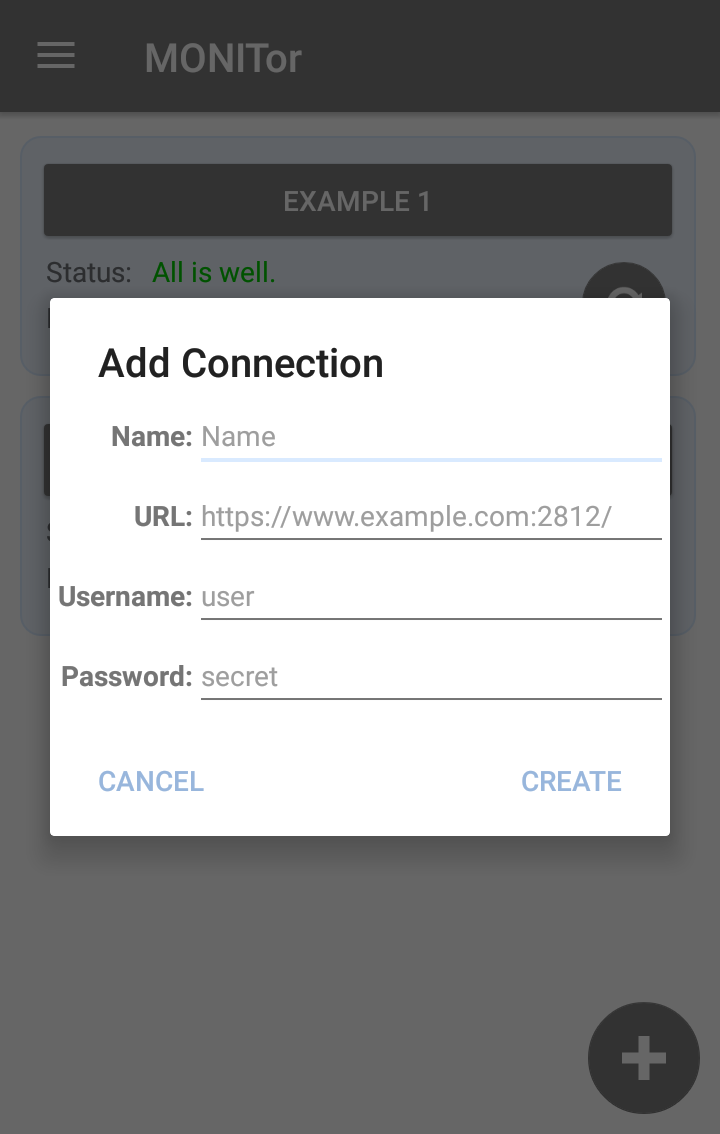 MONITor
EXAMPLE 1
Status: All is well.
Add Connection
Name: Name
URL: https://www.example.com:2812/
Username: user
Password: secret
CANCEL CREATE